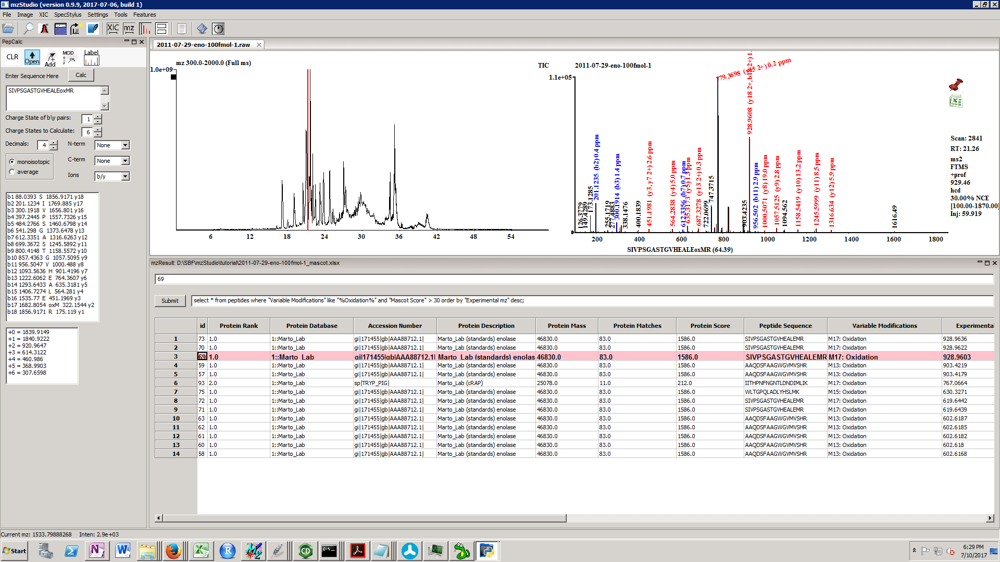 mzStudio (version 0.9.9, 2017-07-06, build 1)
File Image XIC SpecStylus Settings Tools Features
XIC mz
PepCalc
CLR Open Add MOD Label
Enter Sequence Here Calc
SIVPSGASTGVHEALEoxMR
Charge State of b\y pairs: 1
Charge States to Calculate: 6
Decimals: 4 N-term None
monoisotopic
average
C-term None
Ions b/y
b1 88.0393 S 1856.9171 y18
b2 201.1234 I 1769.885 y17
b3 300.1918 V 1656.801 y16
b4 397.2445 P 1557.7326 y15
b5 484.2766 S 1460.6798 y14
b6 541.298 G 1373.6478 y13
b7 612.3351 A 1316.6263 y12
b8 699.3672 S 1245.5892 y11
b9 800.4148 T 1158.5572 y10
b10 857.4363 G 1057.5095 y9
b11 956.5047 V 1000.488 y8
b12 1093.5636 H 901.4196 y7
b13 1222.6062 E 764.3607 y6
b14 1293.6433 A 635.3181 y5
b15 1406.7274 L 564.281 y4
b16 1535.77 E 451.1969 y3
b17 1682.8054 oxM 322.1544 y2
b18 1856.9171 R 175.119 y1
+0 = 1839.9149
+1 = 1840.9222
+2 = 920.9647
+3 = 614.3122
+4 = 460.986
+5 = 368.9903
+6 = 307.6598
2011-07-29-eno-100fmol-1.raw
mz 300.0-2000.0 (Full ms)
1.0e+09
6 12 18 24 30 36 42 48 54
TIC 2011-07-29-eno-100fmol-1
1.1e+05
126.3779
149.4289
173.1285
201.1235 (b2) 0.4 ppm
255.1719
277.4883
300.1914 (b3) 1.4 ppm
338.1476
400.1839
451.1981 (y3, y7 2+) 2.6 ppm
564.2838 (y4) 5.0 ppm
612.3356 (b7) 0.7 ppm
635.3173 (y5) 1.3 ppm
687.3278 (y13 2+) 0.3 ppm
722.0699
747.3715
779.3698 (y15 2+) 0.2 ppm
903.4235
956.502 (b11) 2.9 ppm
1000.5071 (y8) 19.0 ppm
1057.5125 (y9) 2.8 ppm
1094.562
1158.5419 (y10) 13.2 ppm
1245.5999 (y11) 8.5 ppm
1316.634 (y12) 5.9 ppm
1616.49
200 400 600 800 1000 1200 1400 1600 1800
SIVPSGASTGVHEALEoxMR (64.39)
Scan: 2841
RT: 21.26
ms2
FTMS
+prof
929.46
hcd
30.00% NCE
[100.00-1870.00]
Inj: 59.919
mzResult: D:\SBF\mzStudio\tutorial\2011-07-29-eno-100fmol-1_mascot.xlsx
69
Submit select * from peptides where "Variable Modifications" like "%Oxidation%" and "Mascot Score" > 30 order by "Experimental mz" desc;
id Protein Rank Protein Database Accession Number Protein Description Protein Mass Protein Matches Protein Score Peptide Sequence Variable Modifications Experimental
1 73 1.0 1::Marto_Lab gi|171455|gb|AAA88712.1| Marto_Lab (standards) enolase 46830.0 83.0 1586.0 SIVPSGASTGVHEALEMR M17: Oxidation 928.9636
2 70 1.0 1::Marto_Lab gi|171455|gb|AAA88712.1| Marto_Lab (standards) enolase 46830.0 83.0 1586.0 SIVPSGASTGVHEALEMR M17: Oxidation 928.9622
3 69 1.0 1::Marto_Lab gi|171455|gb|AAA88712.1| Marto_Lab (standards) enolas 46830.0 83.0 1586.0 SIVPSGASTGVHEALEMR M17: Oxidation 928.9603
4 59 1.0 1::Marto_Lab gi|171455|gb|AAA88712.1| Marto_Lab (standards) enolase 46830.0 83.0 1586.0 AAQDSFAAGWGVMVSHR M13: Oxidation 903.4219
5 57 1.0 1::Marto_Lab gi|171455|gb|AAA88712.1| Marto_Lab (standards) enolase 46830.0 83.0 1586.0 AAQDSFAAGWGVMVSHR M13: Oxidation 903.4179
6 93 2.0 1::Marto_Lab sp|TRYP_PIG| Marto_Lab (cRAP) 25078.0 11.0 212.0 IITHPNFNGNTLDNDIMLIK M17: Oxidation 767.0664
7 75 1.0 1::Marto_Lab gi|171455|gb|AAA88712.1| Marto_Lab (standards) enolase 46830.0 83.0 1586.0 WLTGPQLADLYHSLMK M15: Oxidation 630.3271
8 72 1.0 1::Marto_Lab gi|171455|gb|AAA88712.1| Marto_Lab (standards) enolase 46830.0 83.0 1586.0 SIVPSGASTGVHEALEMR M17: Oxidation 619.6442
9 71 1.0 1::Marto_Lab gi|171455|gb|AAA88712.1| Marto_Lab (standards) enolase 46830.0 83.0 1586.0 SIVPSGASTGVHEALEMR M17: Oxidation 619.6439
10 63 1.0 1::Marto_Lab gi|171455|gb|AAA88712.1| Marto_Lab (standards) enolase 46830.0 83.0 1586.0 AAQDSFAAGWGVMVSHR M13: Oxidation 602.6187
11 62 1.0 1::Marto_Lab gi|171455|gb|AAA88712.1| Marto_Lab (standards) enolase 46830.0 83.0 1586.0 AAQDSFAAGWGVMVSHR M13: Oxidation 602.6185
12 61 1.0 1::Marto_Lab gi|171455|gb|AAA88712.1| Marto_Lab (standards) enolase 46830.0 83.0 1586.0 AAQDSFAAGWGVMVSHR M13: Oxidation 602.6182
13 60 1.0 1::Marto_Lab gi|171455|gb|AAA88712.1| Marto_Lab (standards) enolase 46830.0 83.0 1586.0 AAQDSFAAGWGVMVSHR M13: Oxidation 602.618
14 58 1.0 1::Marto_Lab gi|171455|gb|AAA88712.1| Marto_Lab (standards) enolase 46830.0 83.0 1586.0 AAQDSFAAGWGVMVSHR M13: Oxidation 602.6168
Current mz: 1533.79888268 Inten: 2.9e+03
Start
6:29 PM
7/10/2017